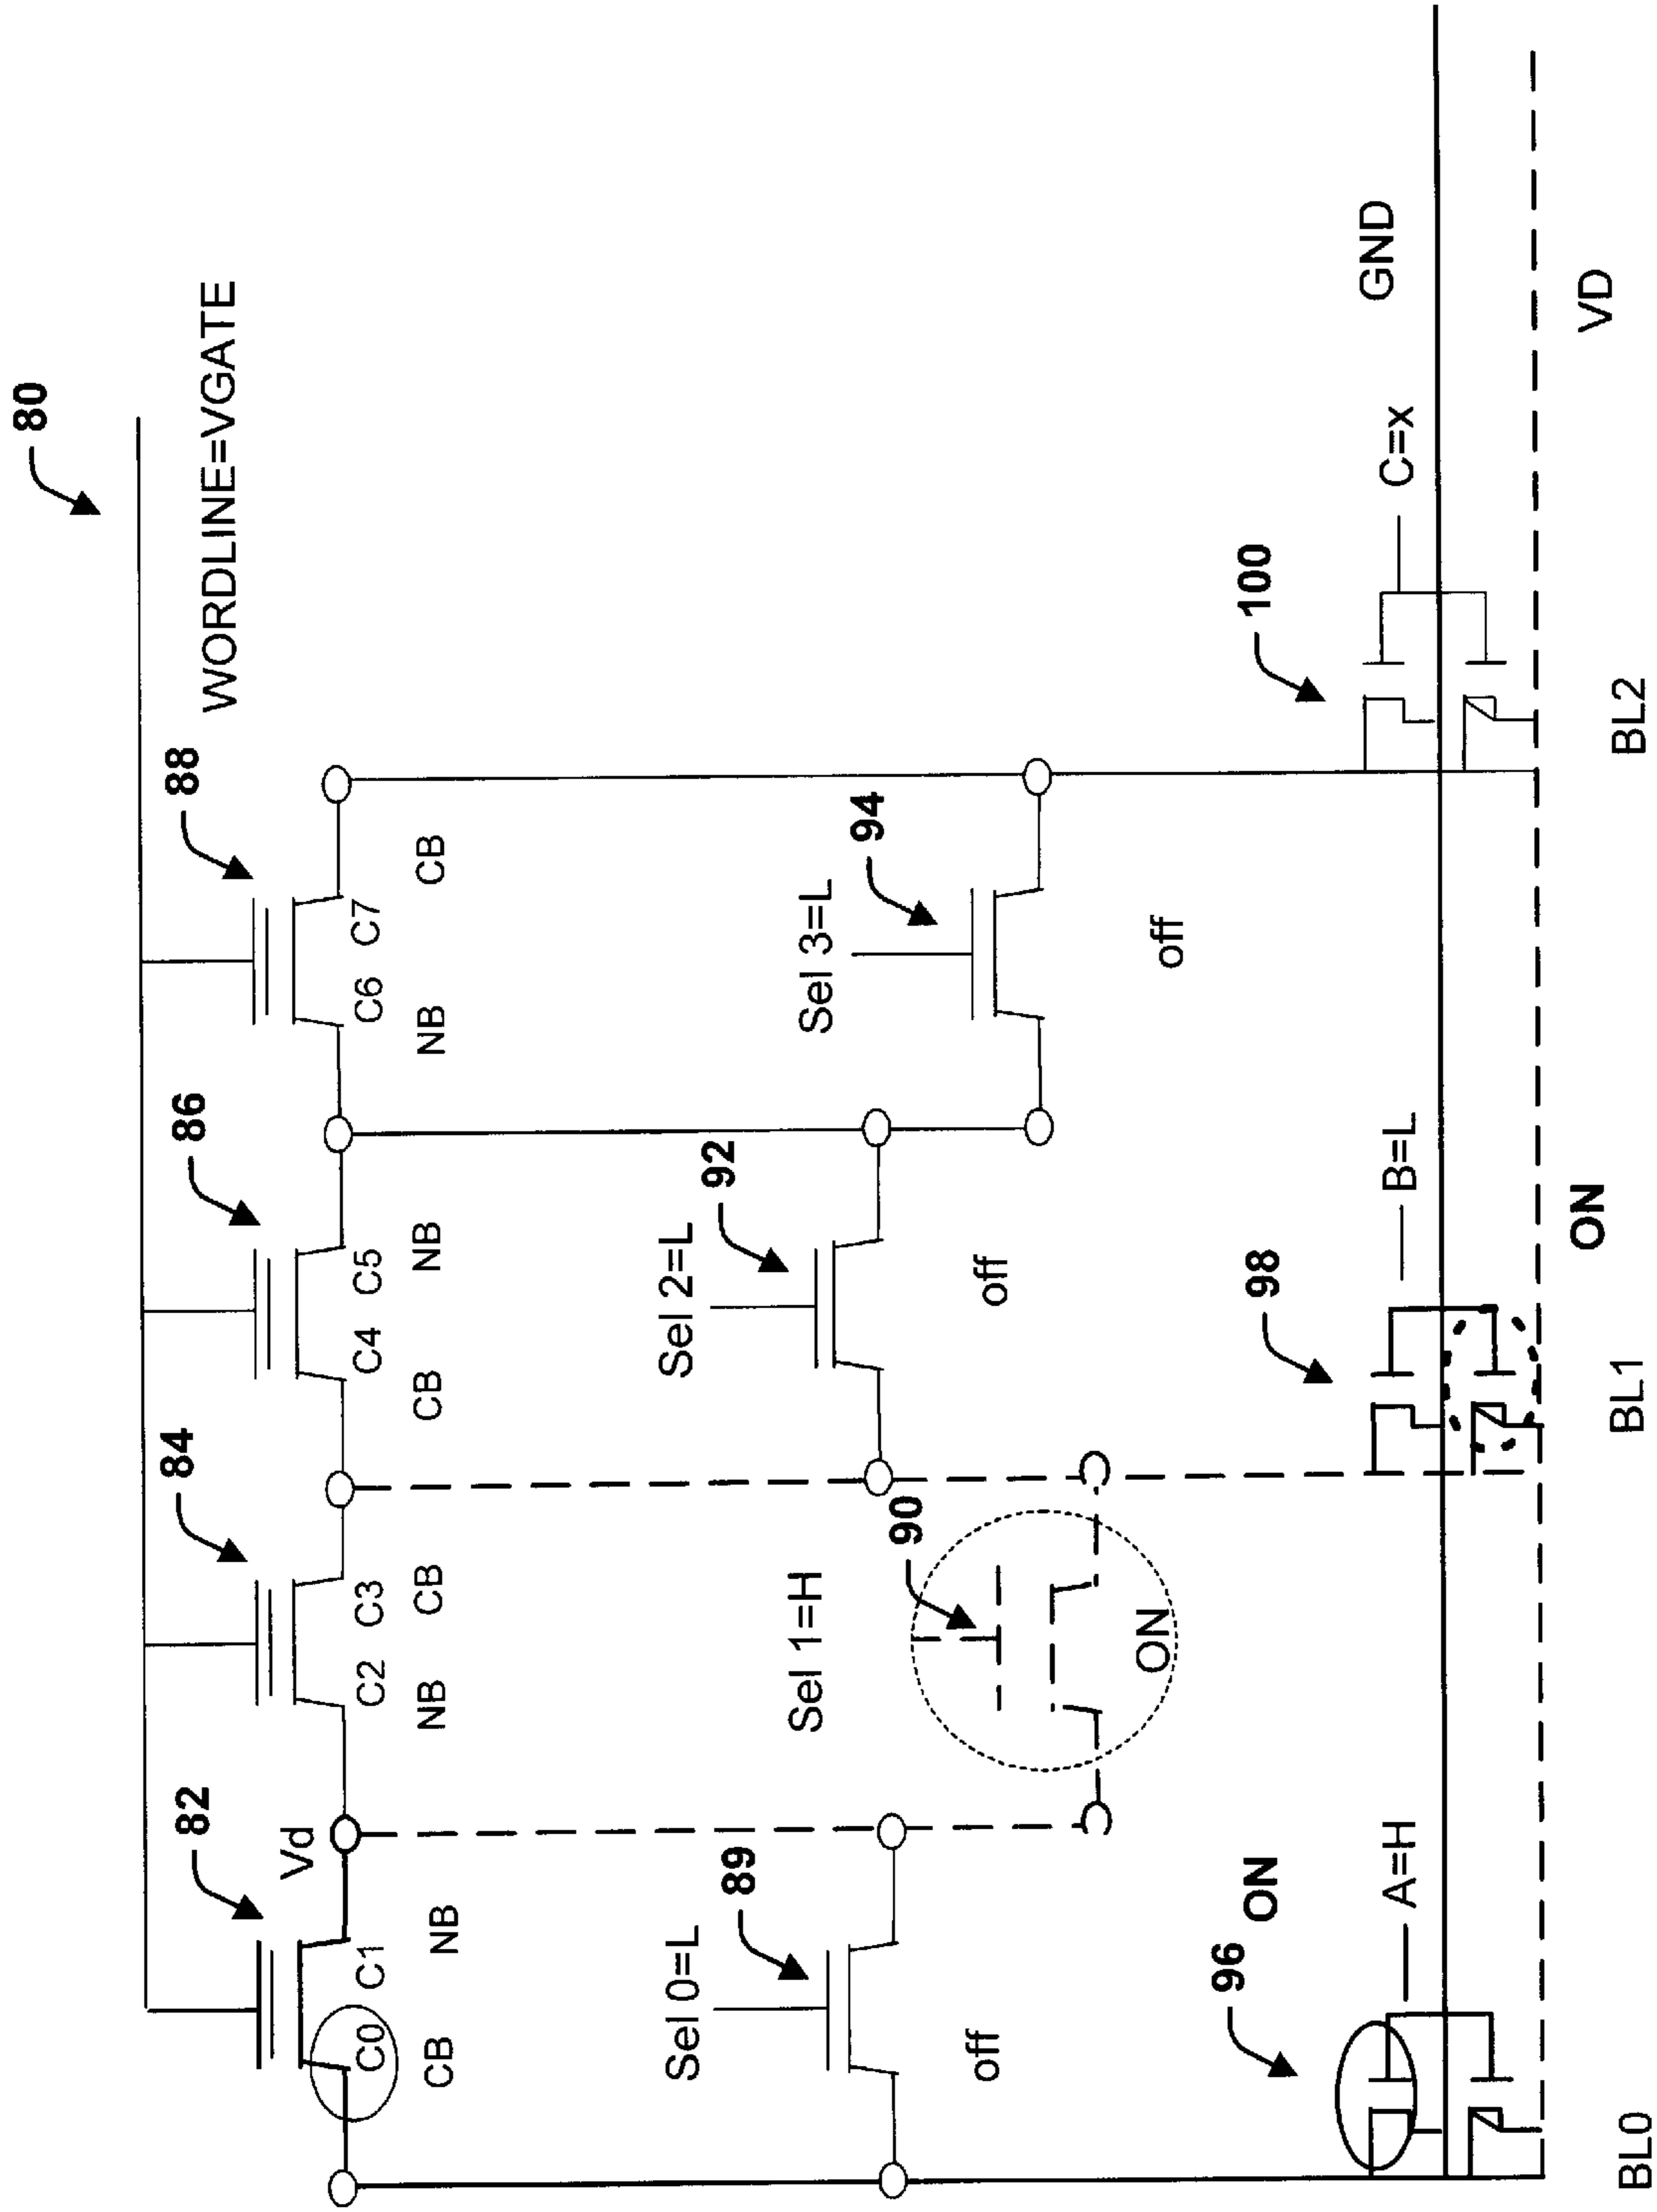 80
WORDLINE=VGATE
82
84
86
88
Vd
C0 C1
C2 C3
C4 C5
C6 C7
CB NB
NB CB
CB NB
NB CB
Sel 0=L
89
off
Sel 1=H
90
ON
Sel 2=L
92
off
Sel 3=L
94
off
96
ON
98
100
A=H
B=L
C=x
GND
ON
VD
BL0
BL1
BL2